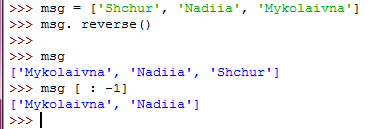 >>> msg = ['Shchur', 'Nadiia', 'Mykolaivna']
>>> msg. reverse()
>>>
>>> msg
['Mykolaivna', 'Nadiia', 'Shchur']
>>> msg [ : -1]
['Mykolaivna', 'Nadiia']
>>>